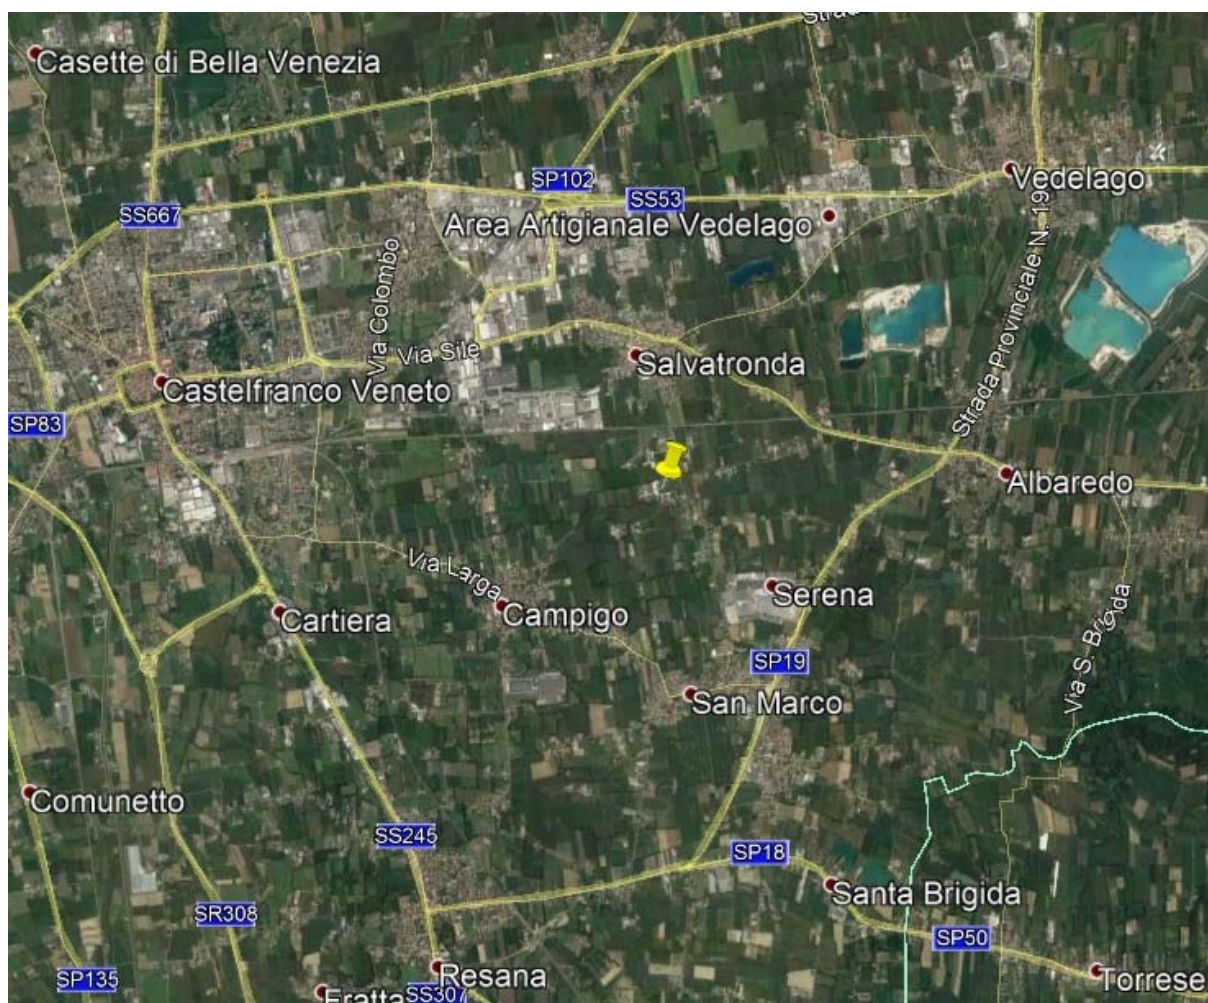 Strada
Casette di Bella Venezia
SP102
Vedelago
SS53
SS667
Area Artigianale Vedelago
Strada Provinciale N. 19
Via Colombo
Via Sile
Salvatronda
Castelfranco Veneto
SP83
Albaredo
Via Larga
Serena
Campigo
Cartiera
Via S. Brigida
SP19
San Marco
Comunetto
SS245
SP18
Santa Brigida
SR308
SP50
Resana
Torrese
SP135
Fratta
SS307